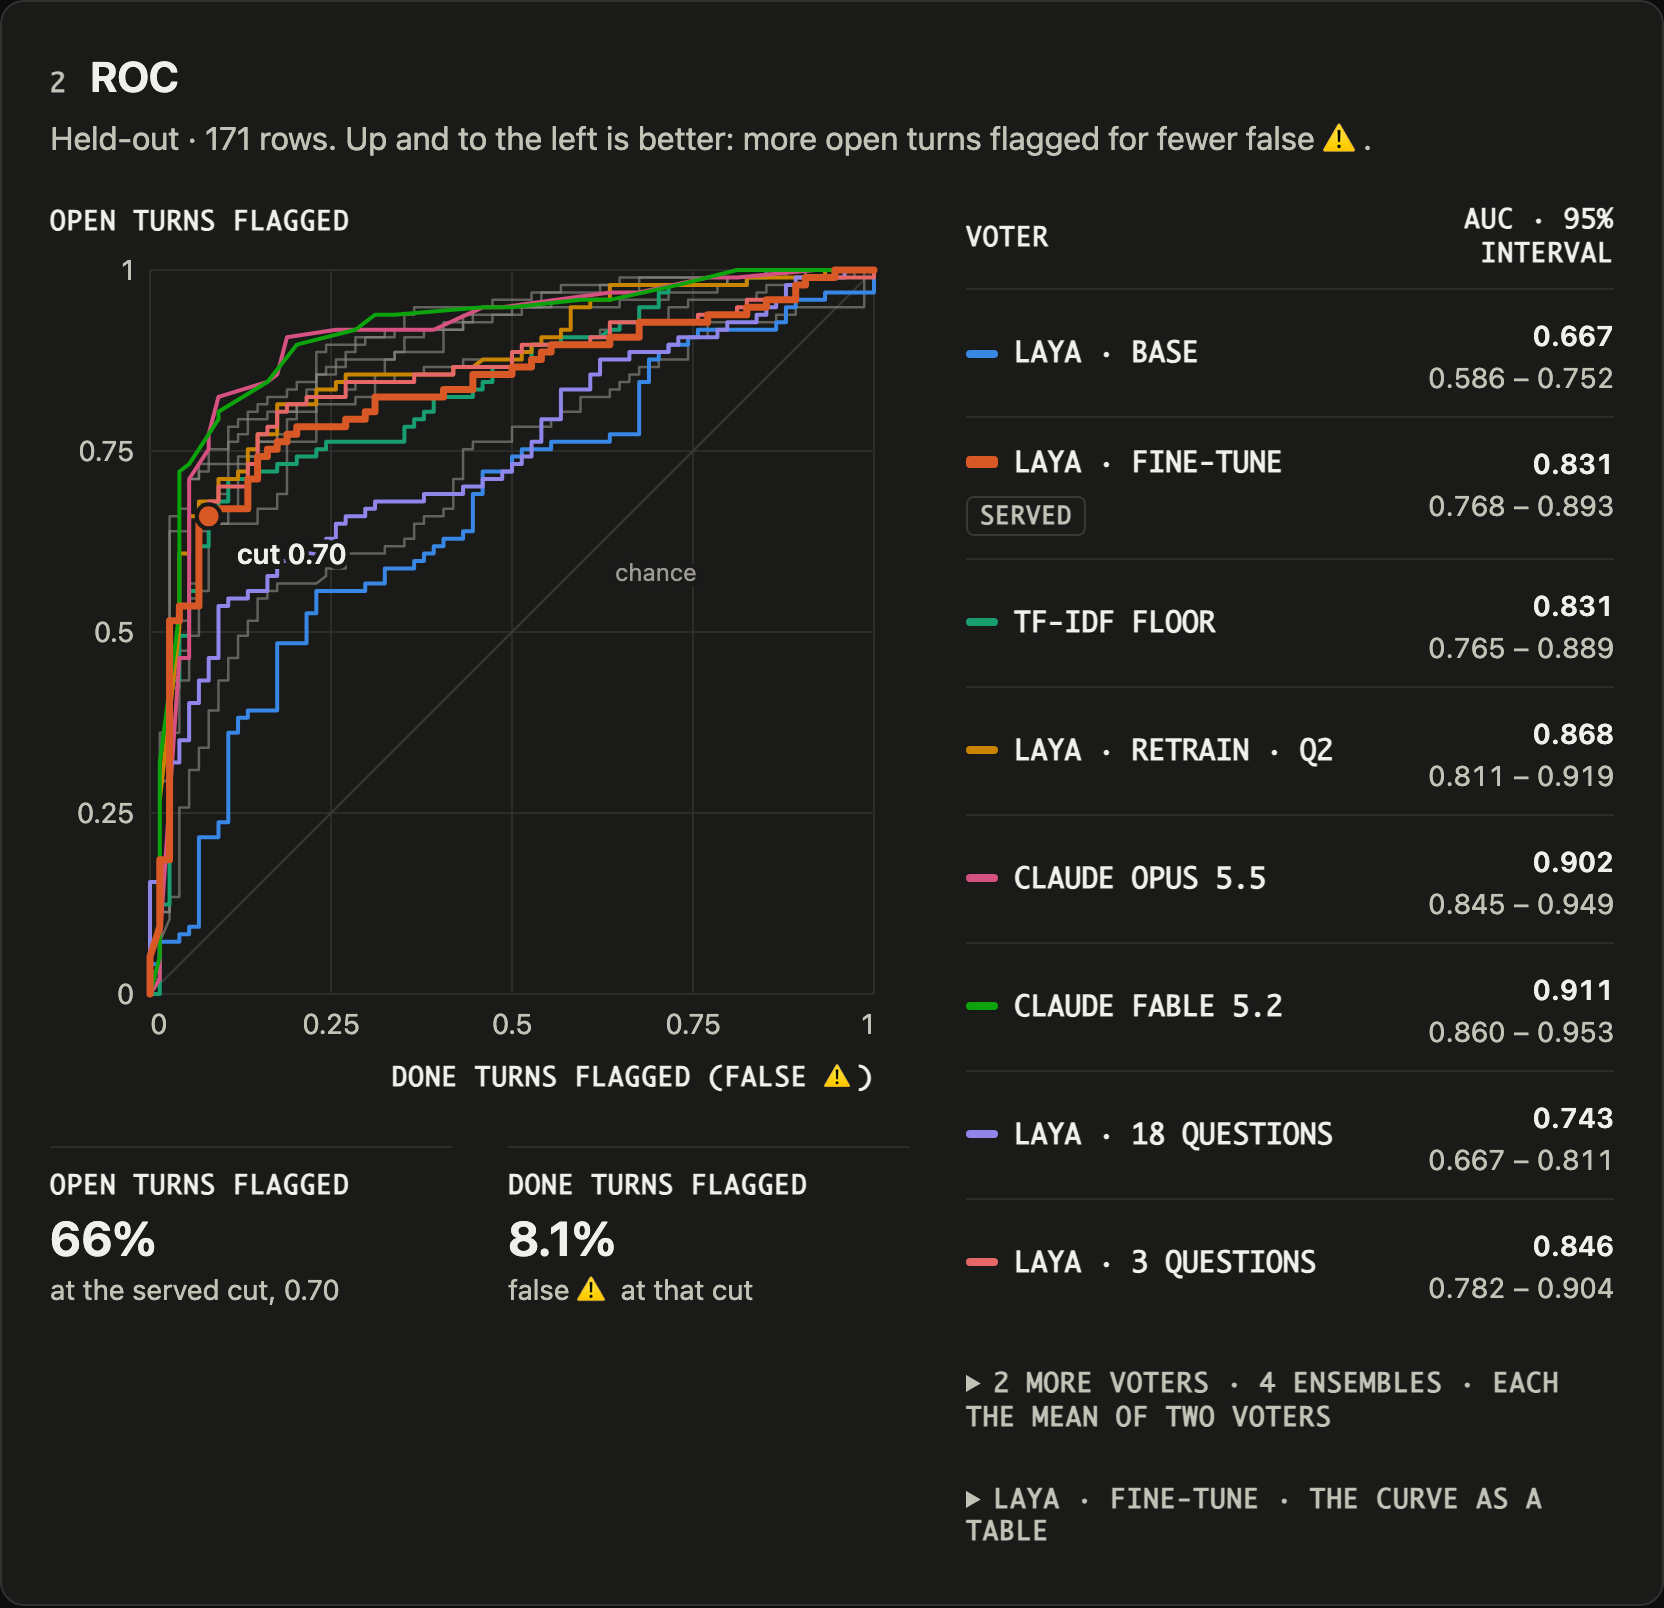 2 ROC
Held-out · 171 rows. Up and to the left is better: more open turns flagged for fewer false ⚠️ .
OPEN TURNS FLAGGED
1
0.75
0.5
0.25
0
cut 0.70
chance
0 0.25 0.5 0.75 1
DONE TURNS FLAGGED (FALSE ⚠️ )
OPEN TURNS FLAGGED
66%
at the served cut, 0.70
DONE TURNS FLAGGED
8.1%
false ⚠️ at that cut
VOTER
AUC · 95%
INTERVAL
LAYA · BASE
0.667
0.586 – 0.752
LAYA · FINE-TUNE
SERVED
0.831
0.768 – 0.893
TF-IDF FLOOR
0.831
0.765 – 0.889
LAYA · RETRAIN · Q2
0.868
0.811 – 0.919
CLAUDE OPUS 5.5
0.902
0.845 – 0.949
CLAUDE FABLE 5.2
0.911
0.860 – 0.953
LAYA · 18 QUESTIONS
0.743
0.667 – 0.811
LAYA · 3 QUESTIONS
0.846
0.782 – 0.904
▶ 2 MORE VOTERS · 4 ENSEMBLES · EACH
THE MEAN OF TWO VOTERS
▶ LAYA · FINE-TUNE · THE CURVE AS A
TABLE